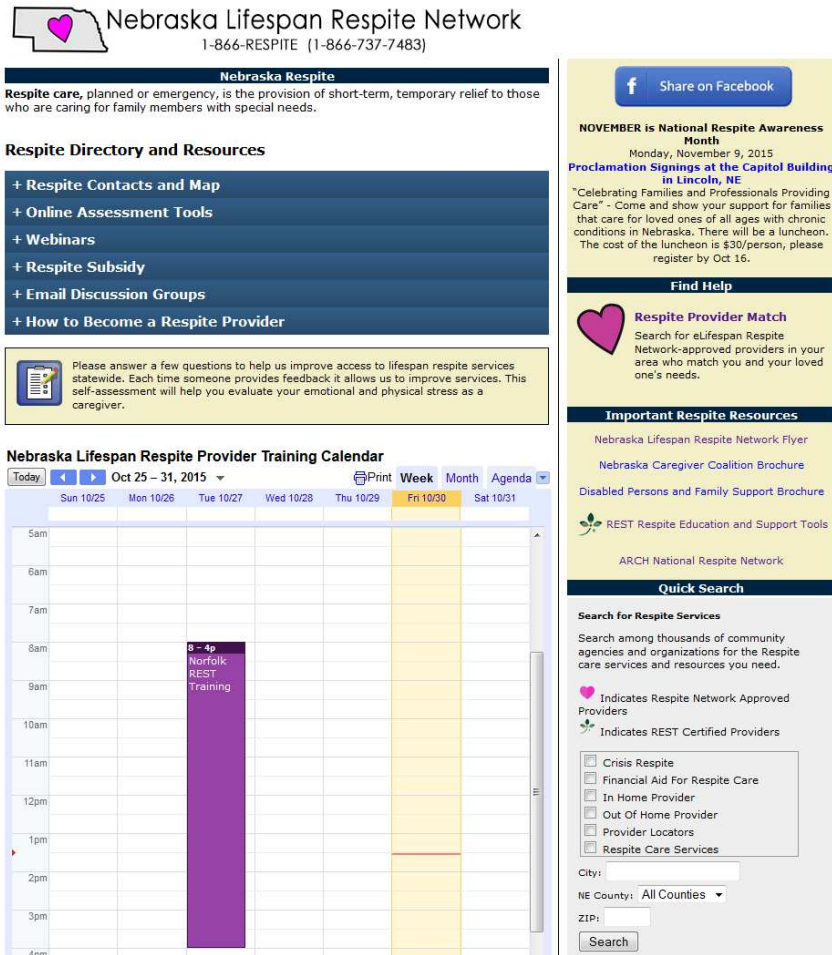 Nebraska Lifespan Respite Network
1-866-RESPITE (1-866-737-7483)
Nebraska Respite
Respite care, planned or emergency, is the provision of short-term, temporary relief to those
who are caring for family members with special needs.
Respite Directory and Resources
+ Respite Contacts and Map
+ Online Assessment Tools
+ Webinars
+ Respite Subsidy
+ Email Discussion Groups
+ How to Become a Respite Provider
Please answer a few questions to help us improve access to lifespan respite services
statewide. Each time someone provides feedback it allows us to improve services. This
self-assessment will help you evaluate your emotional and physical stress as a
caregiver.
Nebraska Lifespan Respite Provider Training Calendar
Today Oct 25 – 31, 2015 Print Week Month Agenda
Sun 10/25 Mon 10/26 Tue 10/27 Wed 10/28 Thu 10/29 Fri 10/30 Sat 10/31
5am
6am
7am
8am
8 – 4p
Norfolk
REST
Training
9am
10am
11am
12pm
1pm
2pm
3pm
4pm
f Share on Facebook
NOVEMBER is National Respite Awareness
Month
Monday, November 9, 2015
Proclamation Signings at the Capitol Building
in Lincoln, NE
"Celebrating Families and Professionals Providing
Care" - Come and show your support for families
that care for loved ones of all ages with chronic
conditions in Nebraska. There will be a luncheon.
The cost of the luncheon is $30/person, please
register by Oct 16.
Find Help
Respite Provider Match
Search for eLifespan Respite
Network-approved providers in your
area who match you and your loved
one's needs.
Important Respite Resources
Nebraska Lifespan Respite Network Flyer
Nebraska Caregiver Coalition Brochure
Disabled Persons and Family Support Brochure
REST Respite Education and Support Tools
ARCH National Respite Network
Quick Search
Search for Respite Services
Search among thousands of community
agencies and organizations for the Respite
care services and resources you need.
Indicates Respite Network Approved
Providers
Indicates REST Certified Providers
Crisis Respite
Financial Aid For Respite Care
In Home Provider
Out Of Home Provider
Provider Locators
Respite Care Services
City:
NE County: All Counties
ZIP:
Search